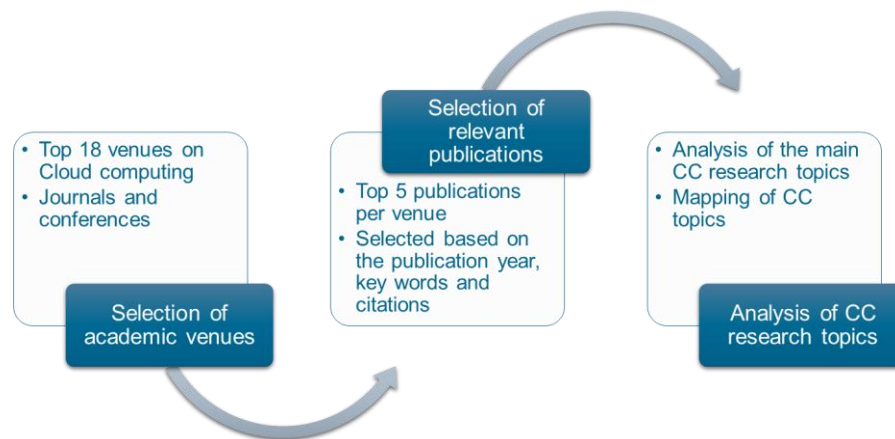 • Top 18 venues on
Cloud computing
• Journals and
conferences
Selection of
academic venues
Selection of
relevant
publications
• Top 5 publications
per venue
• Selected based on
the publication year,
key words and
citations
• Analysis of the main
CC research topics
• Mapping of CC
topics
Analysis of CC
research topics